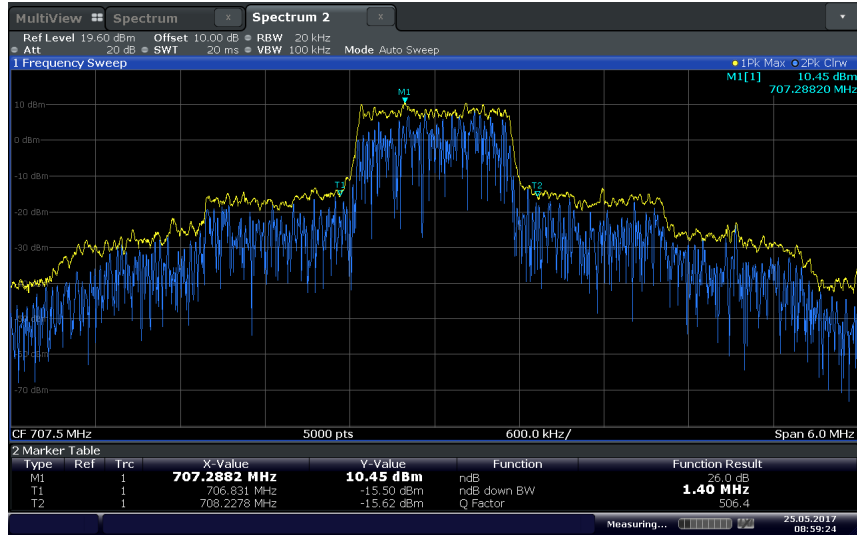 MultiView Spectrum x Spectrum 2 x
Ref Level 19.60 dBm Offset 10.00 dB RBW 20 kHz
Att 20 dB SWT 20 ms VBW 100 kHz Mode Auto Sweep
1 Frequency Sweep 1Pk Max 2Pk Clrw
M1[1] 10.45 dBm
707.28820 MHz
M1
10 dBm
0 dBm
-10 dBm
T1 T2
-20 dBm
-30 dBm
-70 dBm
CF 707.5 MHz 5000 pts 600.0 kHz/ Span 6.0 MHz
2 Marker Table
Type Ref Trc X-Value Y-Value Function Function Result
M1 1 707.2882 MHz 10.45 dBm ndB 26.0 dB
T1 1 706.831 MHz -15.50 dBm ndB down BW 1.40 MHz
T2 1 708.2278 MHz -15.62 dBm Q Factor 506.4
Measuring... 25.05.2017
08:59:24